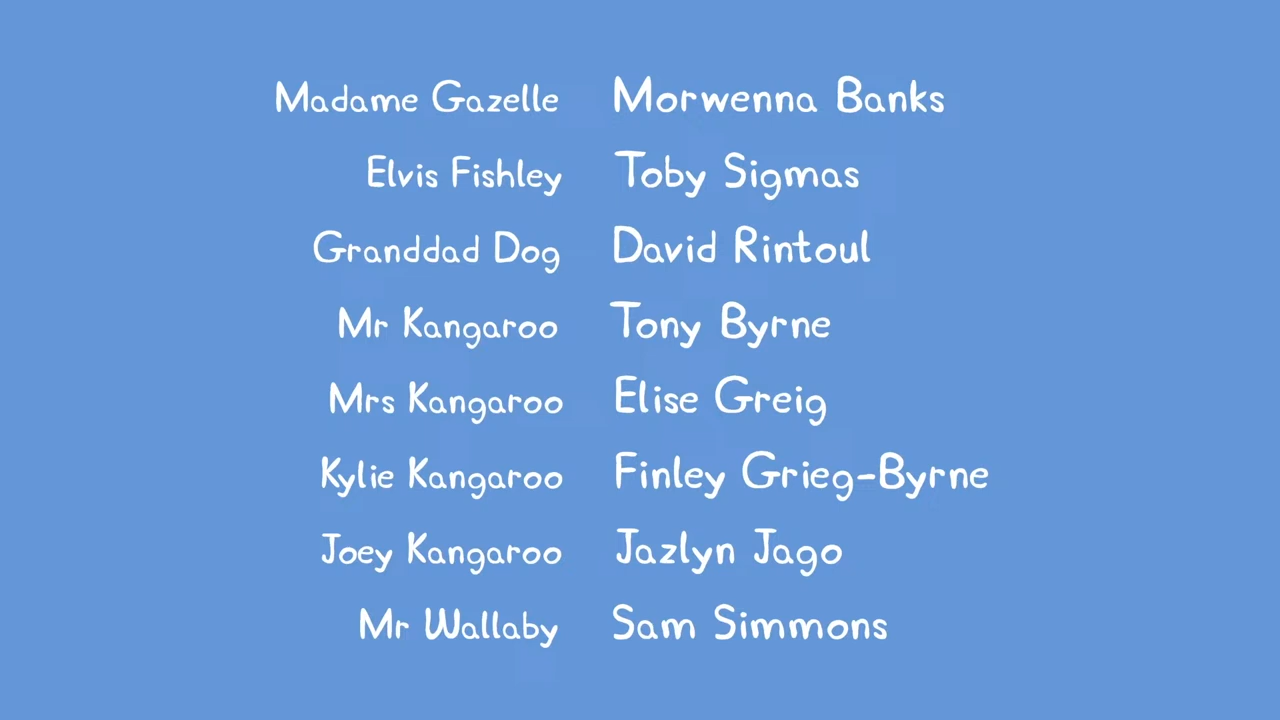 Madame Gazelle Morwenna Banks
Elvis Fishley Toby Sigmas
Granddad Dog David Rintoul
Mr Kangaroo Tony Byrne
Mrs Kangaroo Elise Greig
Kylie Kangaroo Finley Grieg-Byrne
Joey Kangaroo Jazlyn Jago
Mr Wallaby Sam Simmons